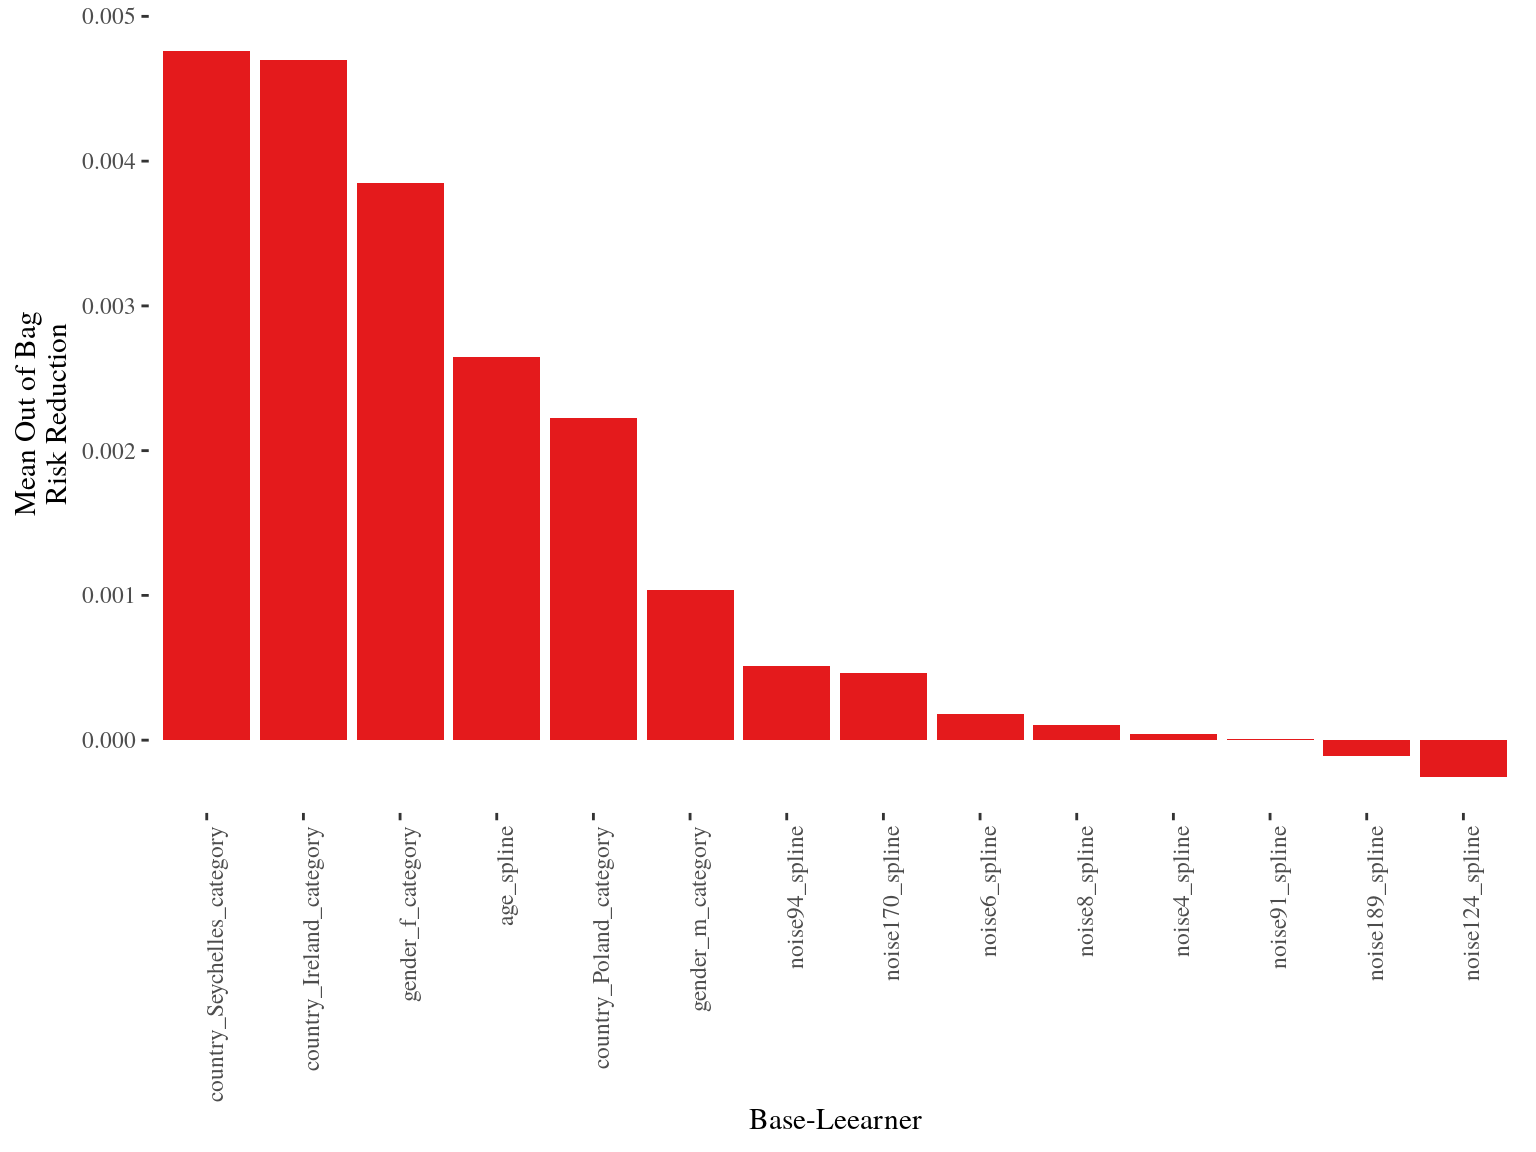 0.005
0.004
0.003
0.002
0.001
0.000
Mean Out of Bag
Risk Reduction
country_Seychelles_category
country_Ireland_category
gender_f_category
age_spline
country_Poland_category
gender_m_category
noise94_spline
noise170_spline
noise6_spline
noise8_spline
noise4_spline
noise91_spline
noise189_spline
noise124_spline
Base-Leearner